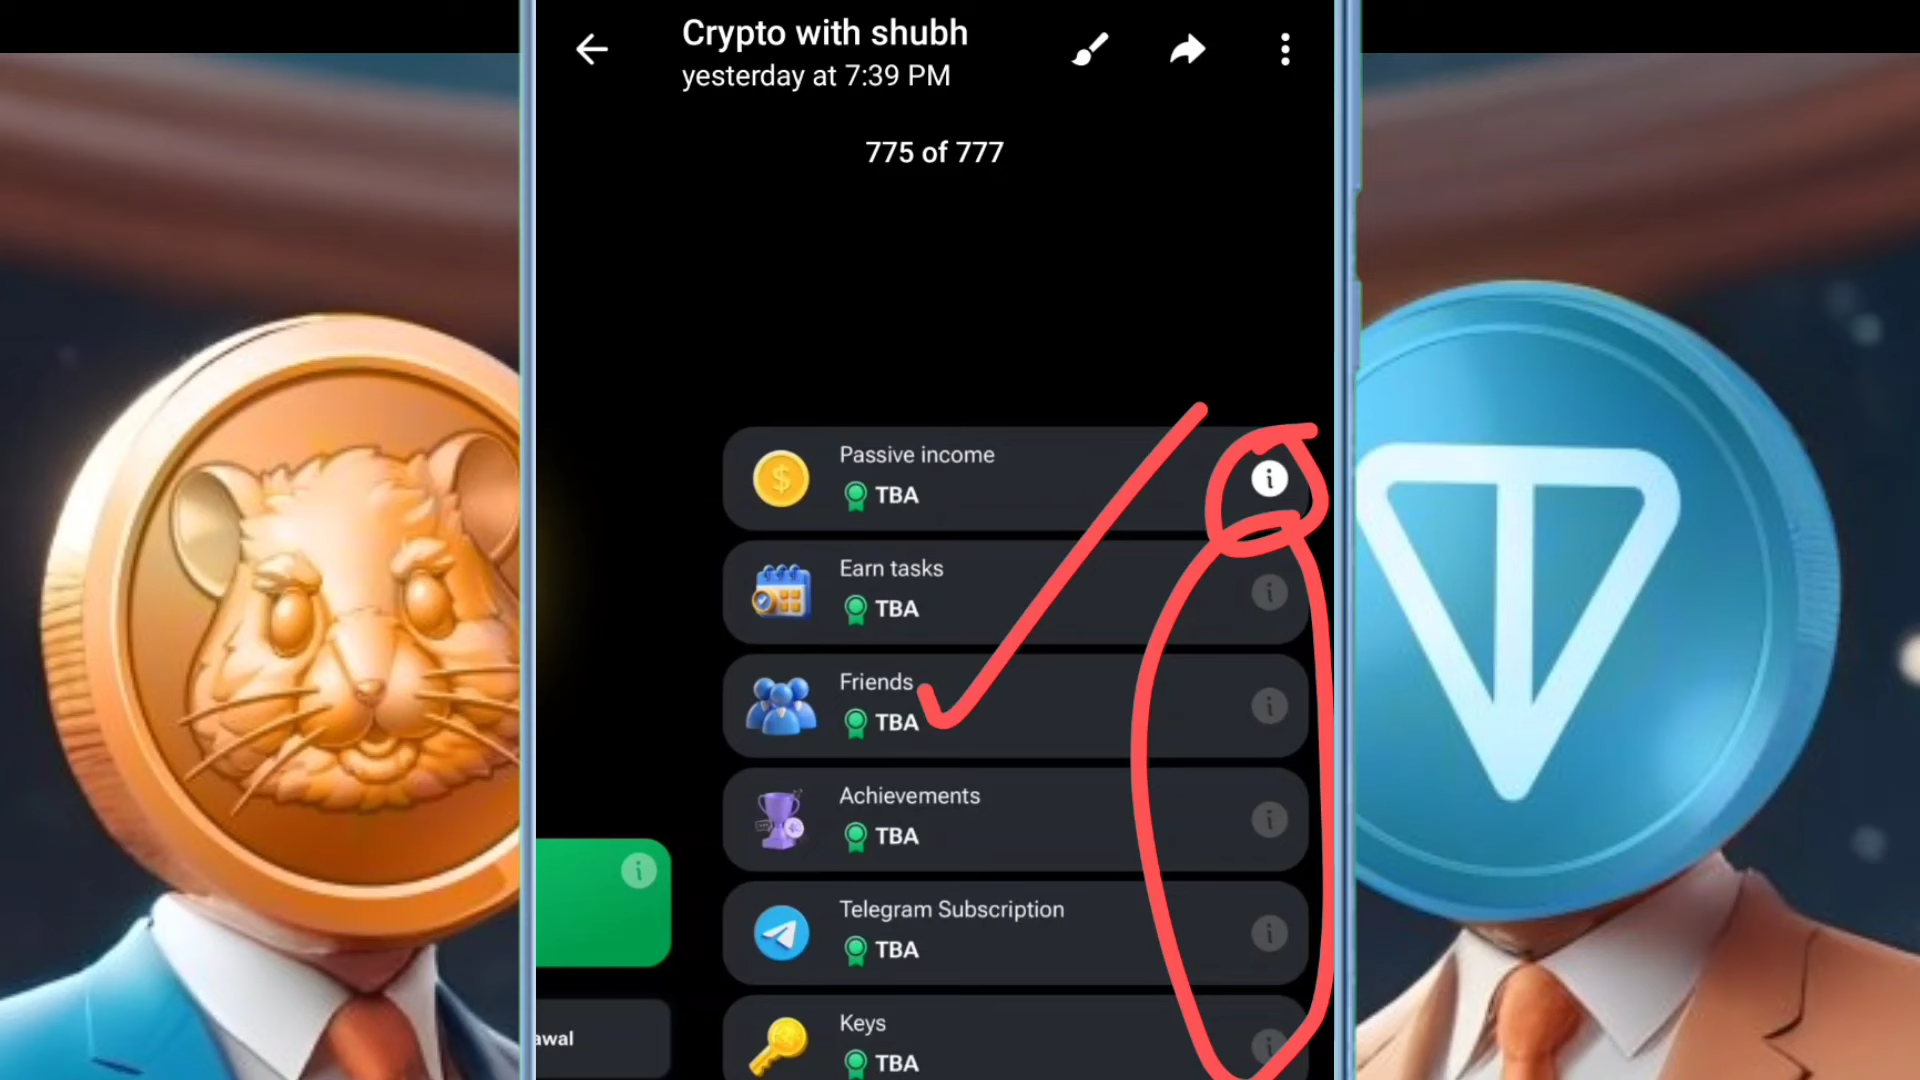 Crypto with shubh
yesterday at 7:39 PM
775 of 777
Passive income
TBA
Earn tasks
TBA
Friends
TBA
Achievements
TBA
Telegram Subscription
TBA
Keys
TBA
awal